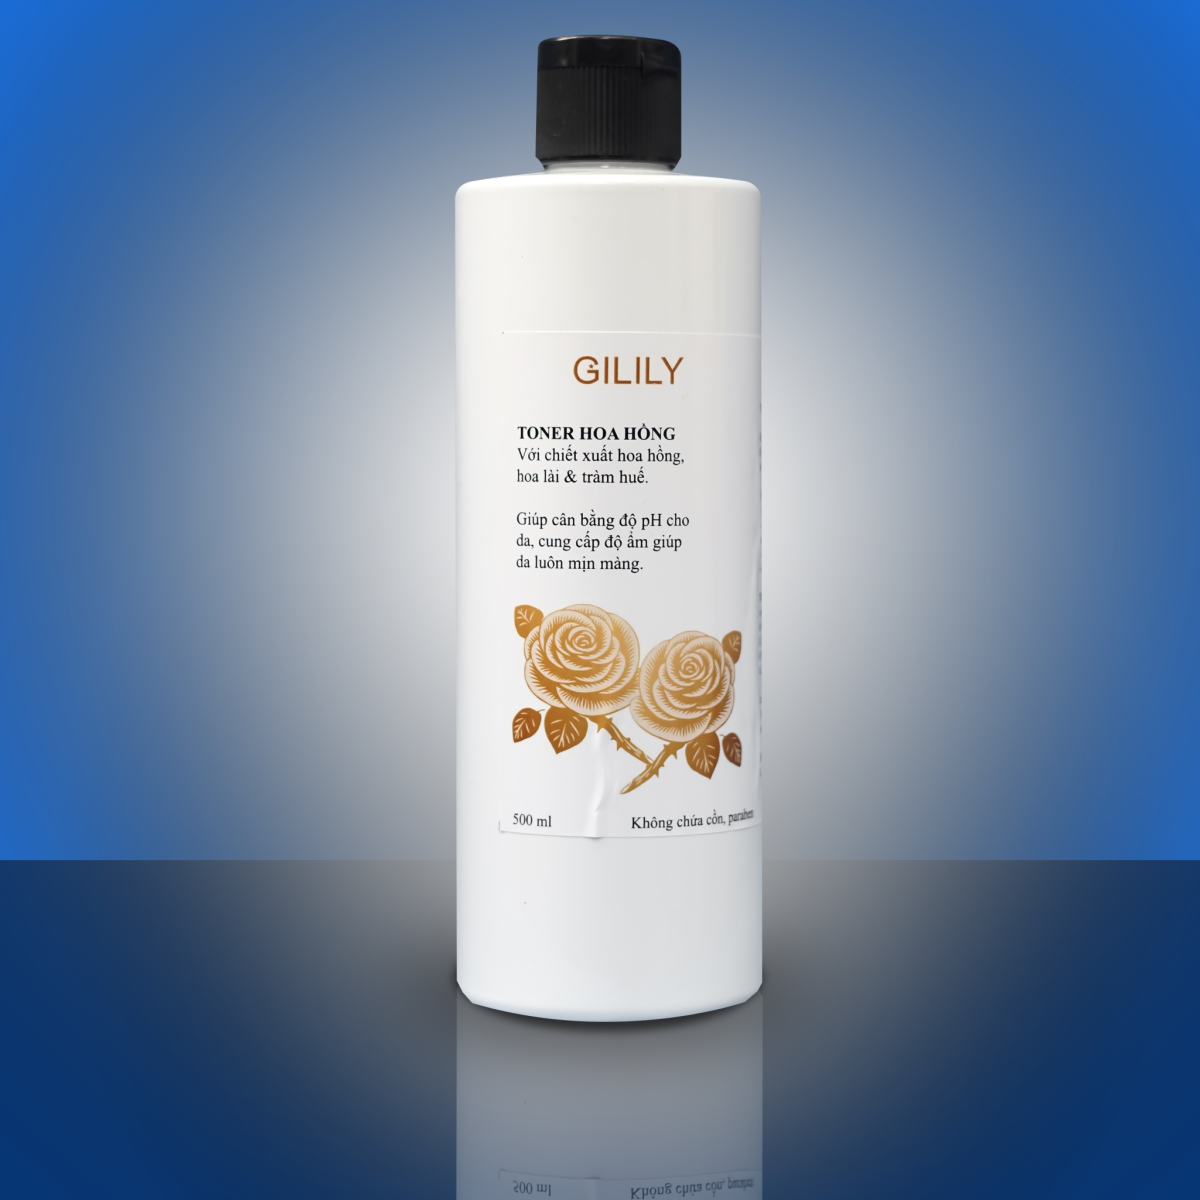 GILILY
TONER HOA HỒNG
Với chiết xuất hoa hồng,
hoa lài & tràm huế.
Giúp cân bằng độ pH cho
da, cung cấp độ ẩm giúp
da luôn mịn màng.
500 ml
Không chứa cồn, paraben